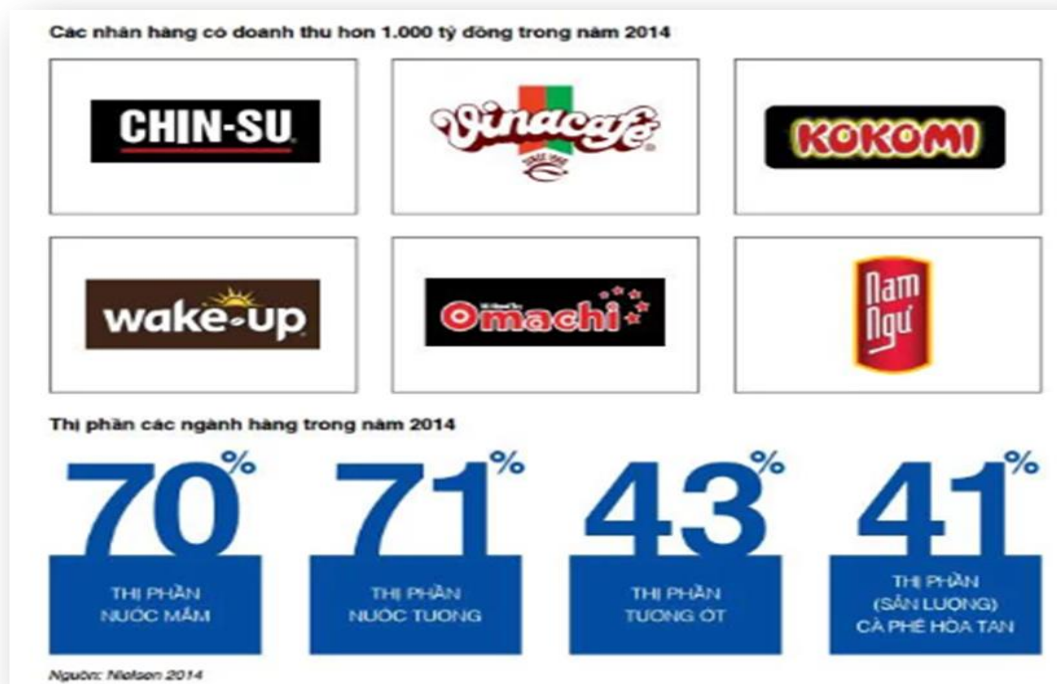 Các nhãn hàng có doanh thu hơn 1.000 tỷ đồng trong năm 2014
CHIN-SU
Vinacafé
SINCE 1968
KOKOMI
wake-up
Omachi
Nam
Ngư
Thị phần các ngành hàng trong năm 2014
70%
71%
43%
41%
THỊ PHẦN
NƯỚC MẮM
THỊ PHẦN
NƯỚC TƯƠNG
THỊ PHẦN
TƯƠNG ỚT
THỊ PHẦN
(SẢN LƯỢNG)
CÀ PHÊ HÒA TAN
Nguồn: Nielsen 2014